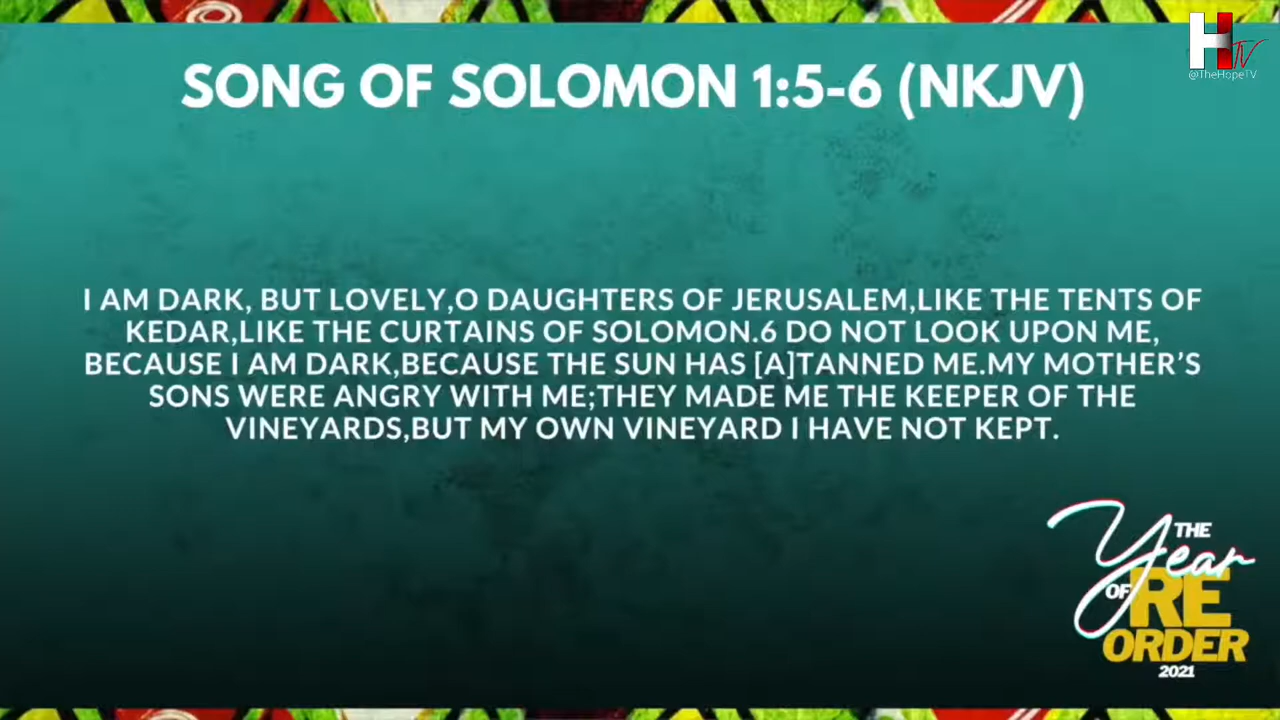 HTV
@TheHopeTV
SONG OF SOLOMON 1:5-6 (NKJV)
I AM DARK, BUT LOVELY,O DAUGHTERS OF JERUSALEM,LIKE THE TENTS OF
KEDAR,LIKE THE CURTAINS OF SOLOMON.6 DO NOT LOOK UPON ME,
BECAUSE I AM DARK,BECAUSE THE SUN HAS [A]TANNED ME.MY MOTHER’S
SONS WERE ANGRY WITH ME;THEY MADE ME THE KEEPER OF THE
VINEYARDS,BUT MY OWN VINEYARD I HAVE NOT KEPT.
THE
Year
OF RE
ORDER
2021